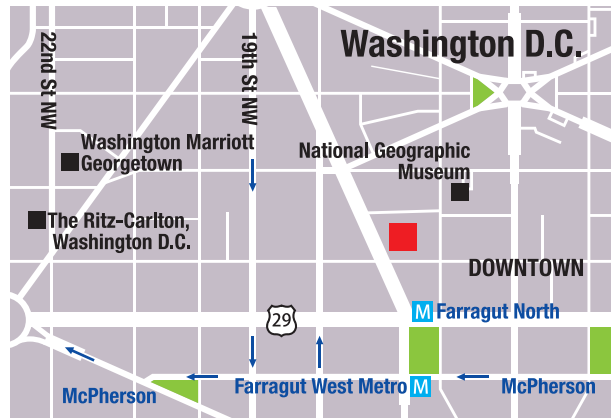 Washington D.C.
22nd St NW
19th St NW
Washington Marriott
Georgetown
National Geographic
Museum
The Ritz-Carlton,
Washington D.C.
DOWNTOWN
29
M Farragut North
McPherson
Farragut West Metro M
McPherson